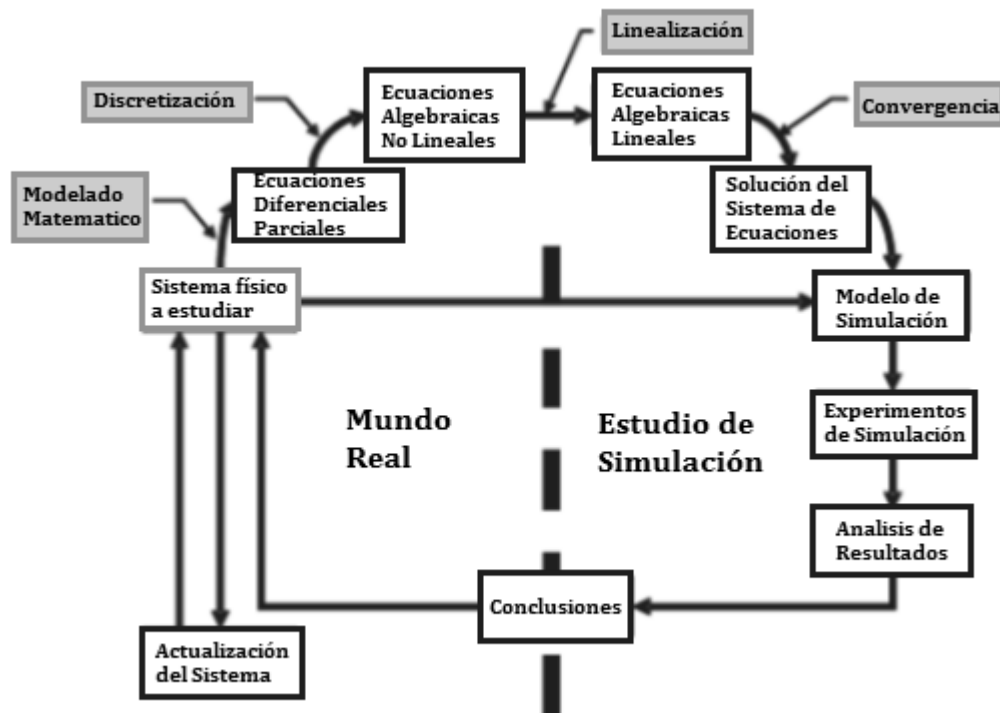 Linealización
Discretización
Ecuaciones
Algebraicas
No Lineales
Ecuaciones
Algebraicas
Lineales
Convergencial
Modelado
Matematico
Ecuaciones
Diferenciales
Parciales
Solución del
Sistema de
Ecuaciones
Sistema físico
a estudiar
Modelo de
Simulación
Mundo
Real
Estudio de
Simulación
Experimentos
de Simulación
Analisis de
Resultados
Conclusiones
Actualización
del Sistema